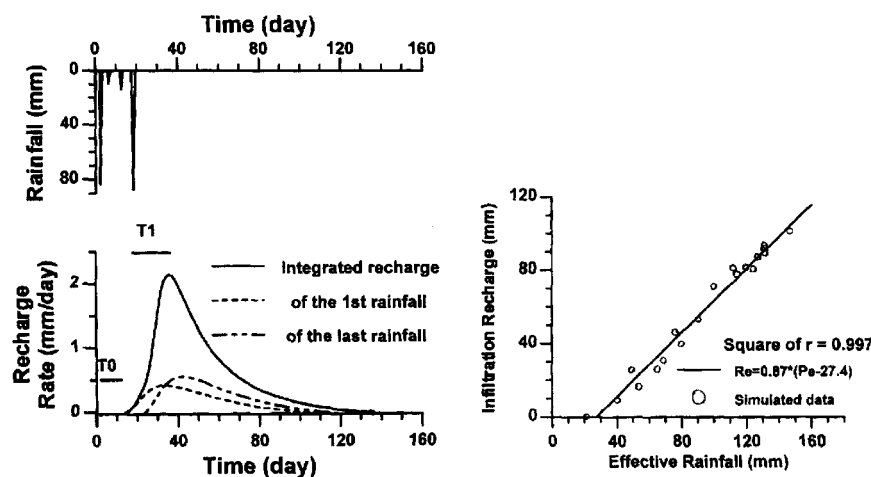 Time (day)
0 40 80 120 160
Rainfall (mm)
0
40
80
T1
Recharge
Rate (mm/day)
2
1
0
T0
Integrated recharge
of the 1st rainfall
of the last rainfall
0 40 80 120 160
Time (day)
Infiltration Recharge (mm)
120
80
40
0
Square of r = 0.997
Re=0.87*(Pe-27.4)
Simulated data
0 40 80 120 160
Effective Rainfall (mm)